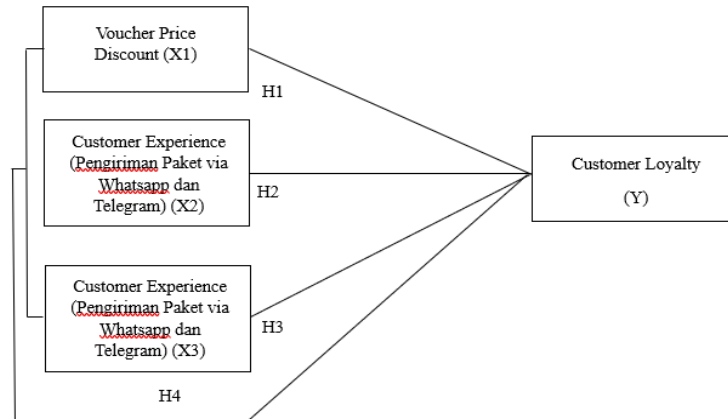 Voucher Price
Discount (X1)
H1
Customer Experience
(Pengiriman Paket via
Whatsapp dan
Telegram) (X2)
H2
Customer Loyalty
(Y)
Customer Experience
(Pengiriman Paket via
Whatsapp dan
Telegram) (X3)
H3
H4